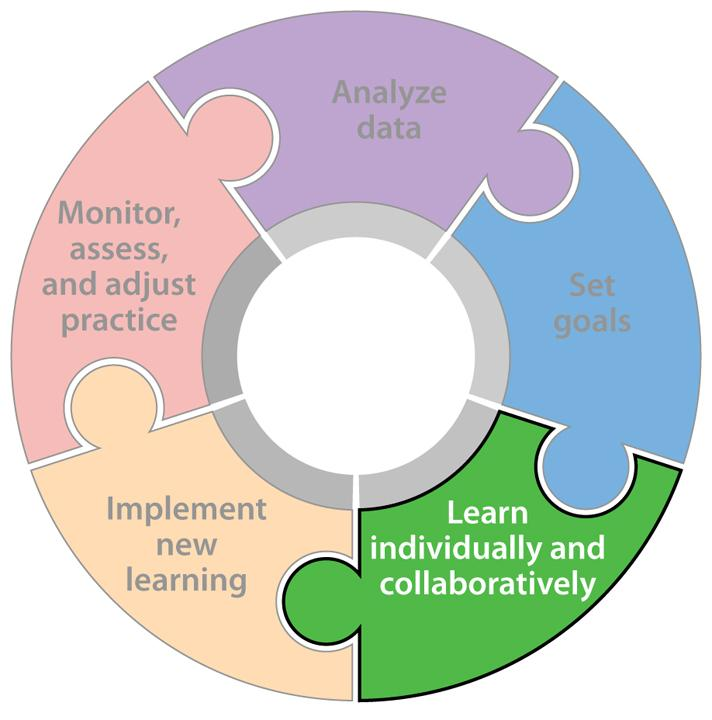 Analyze
data
Set
goals
Learn
individually and
collaboratively
Implement
new
learning
Monitor,
assess,
and adjust
practice